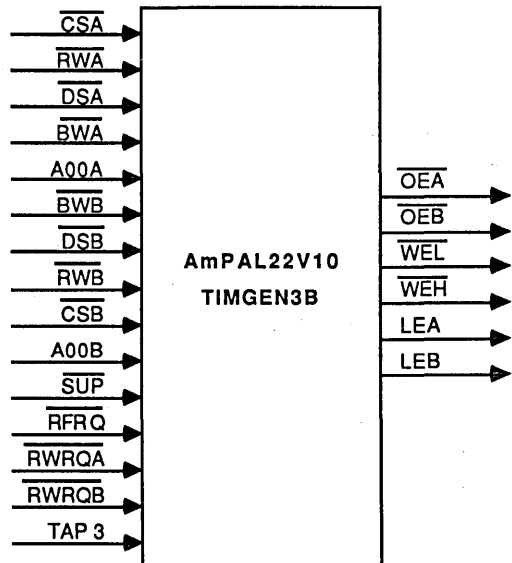 CSA
RWA
DSA
BWA
A00A
BWB
DSB
RWB
CSB
A00B
SUP
RFRQ
RWRQA
RWRQB
TAP 3
AmPAL22V10
TIMGEN3B
OEA
OEB
WEL
WEH
LEA
LEB